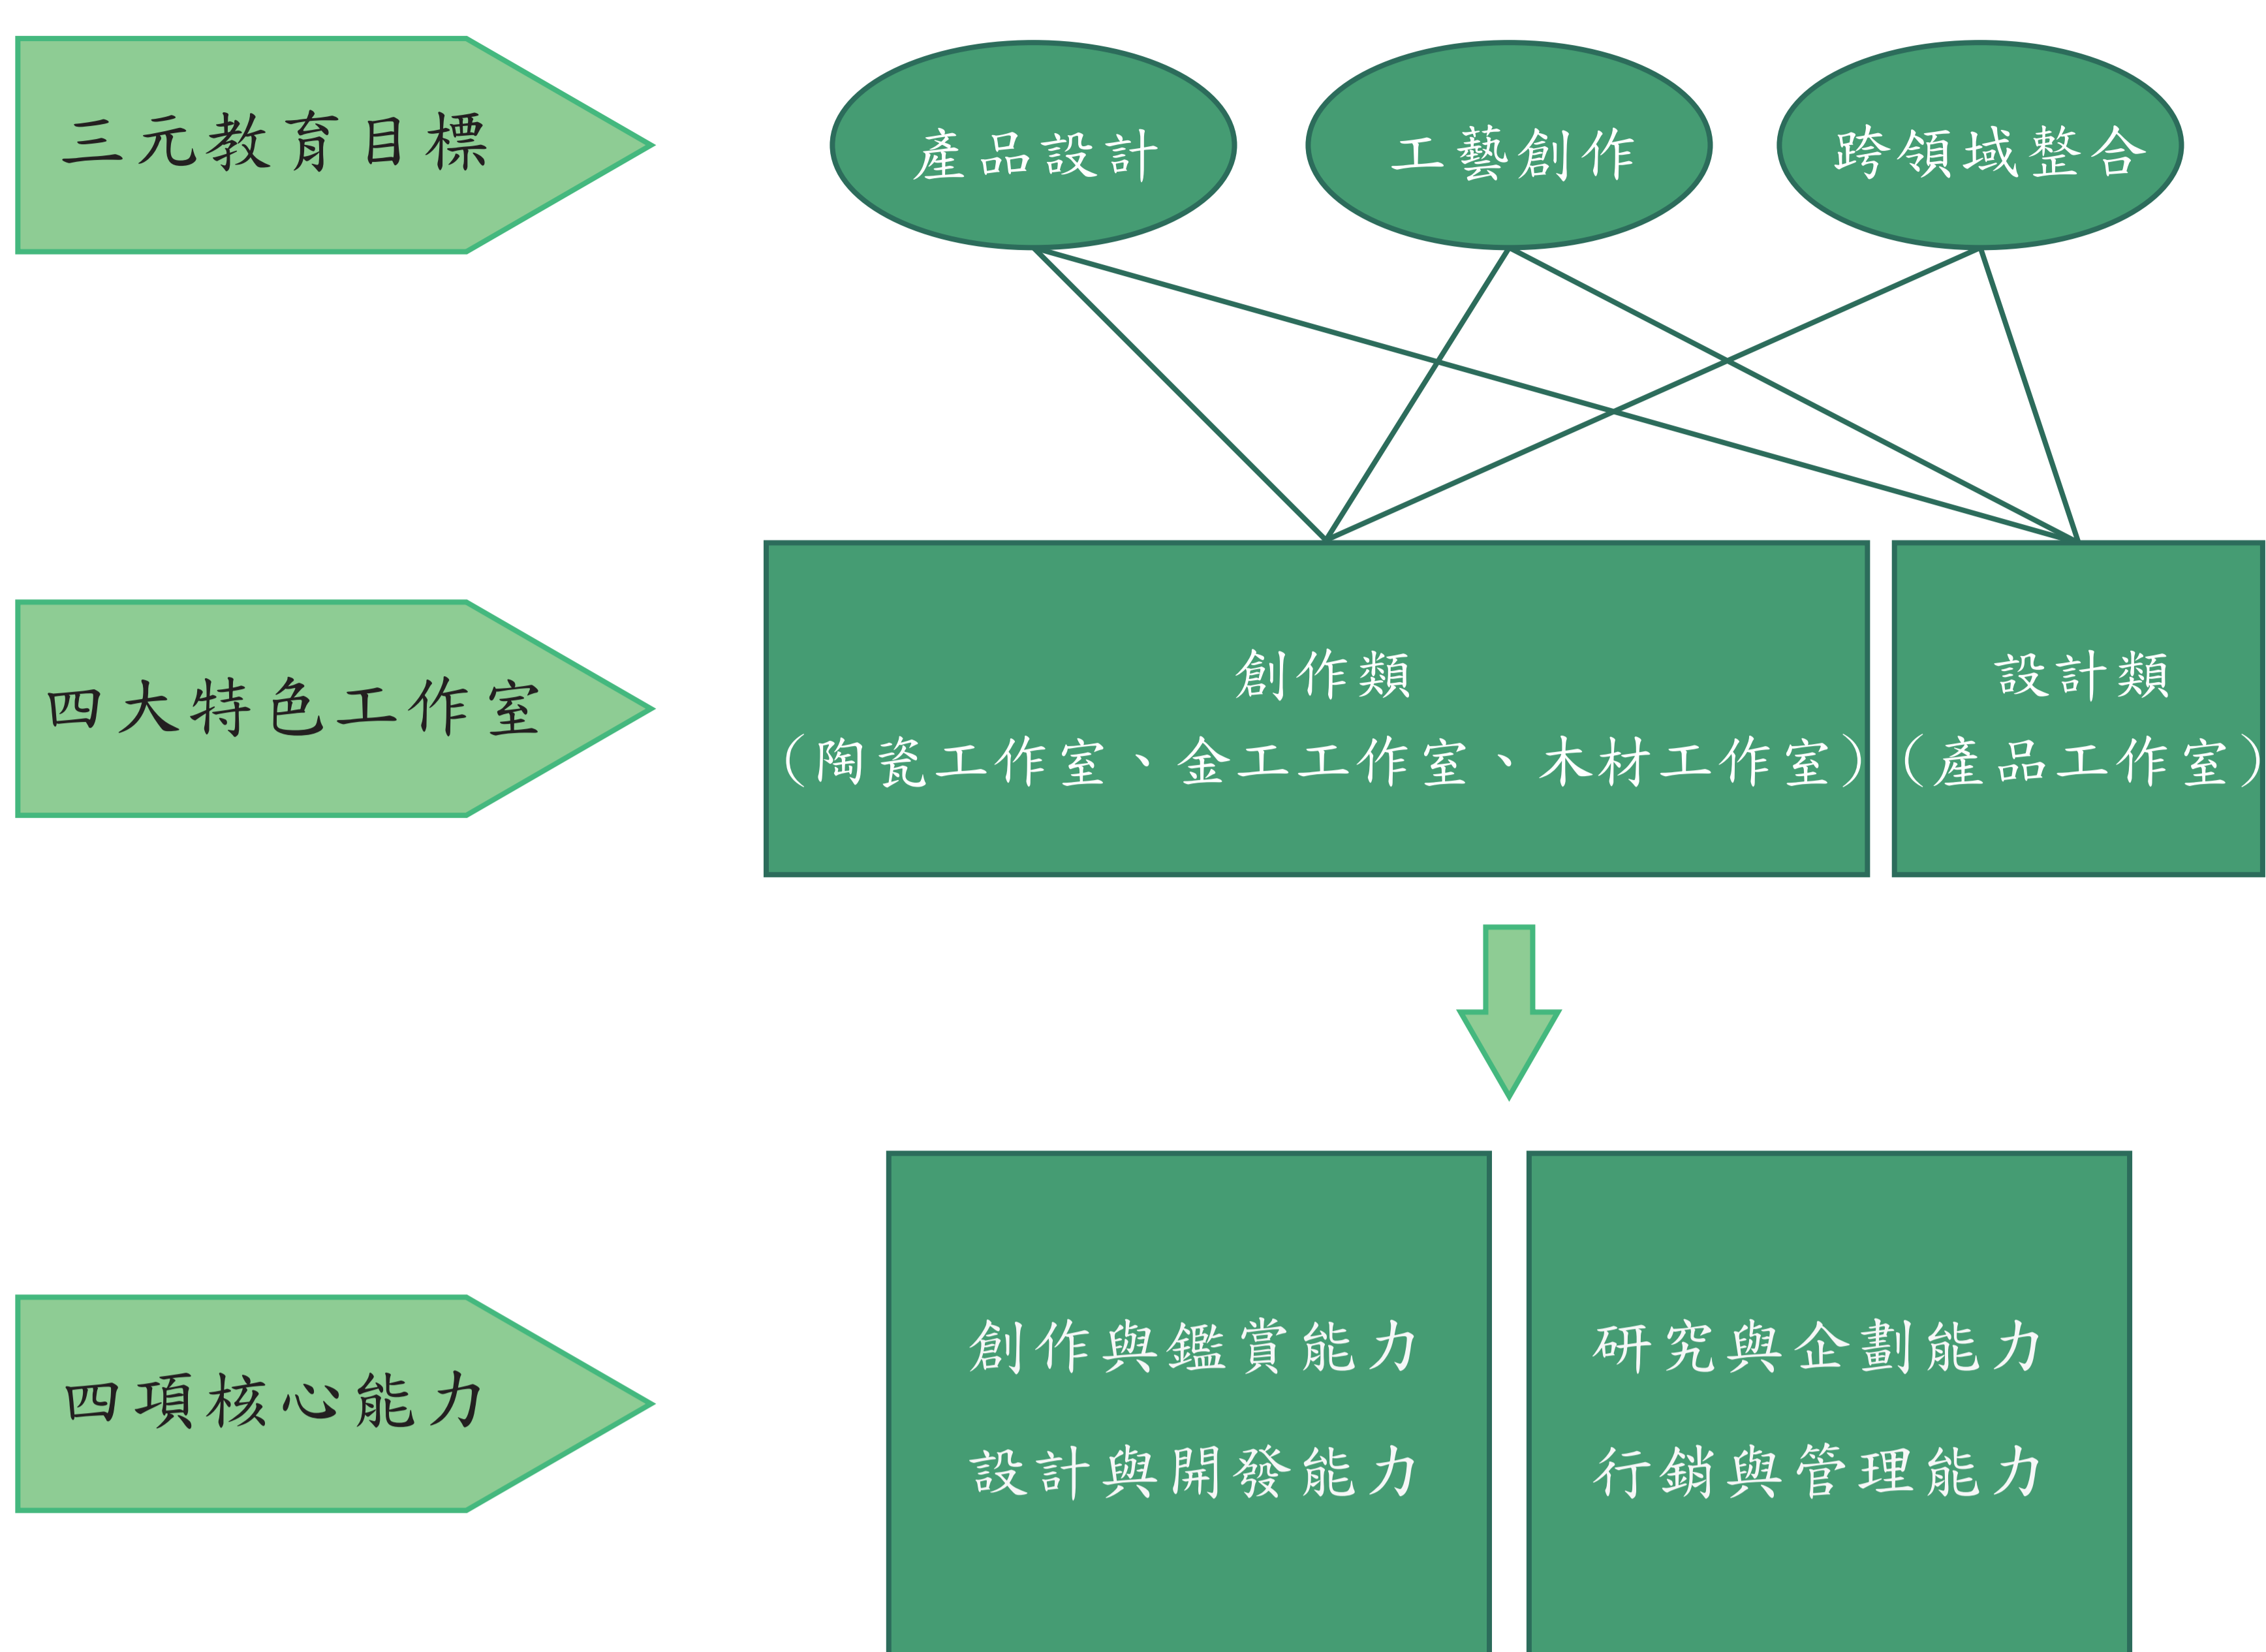 三元教育目標
產品設計
工藝創作
跨領域整合
四大特色工作室
創作類
(陶瓷工作室、金工工作室、木材工作室)
設計類
(產品工作室)
四項核心能力
創作與鑑賞能力
設計與開發能力
研究與企劃能力
行銷與管理能力